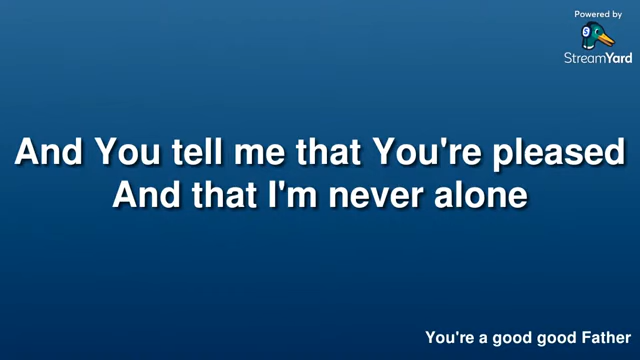 Powered by
StreamYard
And You tell me that You're pleased
And that I'm never alone
You're a good good Father